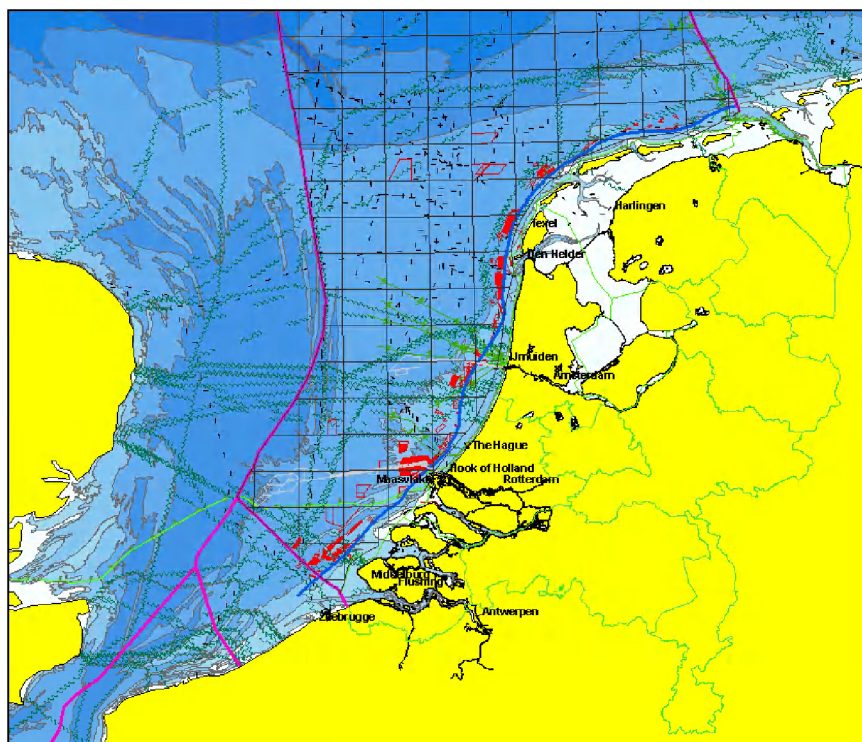 Harlingen
Texel
Den Helder
IJmuiden
Amsterdam
The Hague
Hook of Holland
Maasvlakte
Rotterdam
Middelburg
Flushing
Antwerpen
Zeebrugge